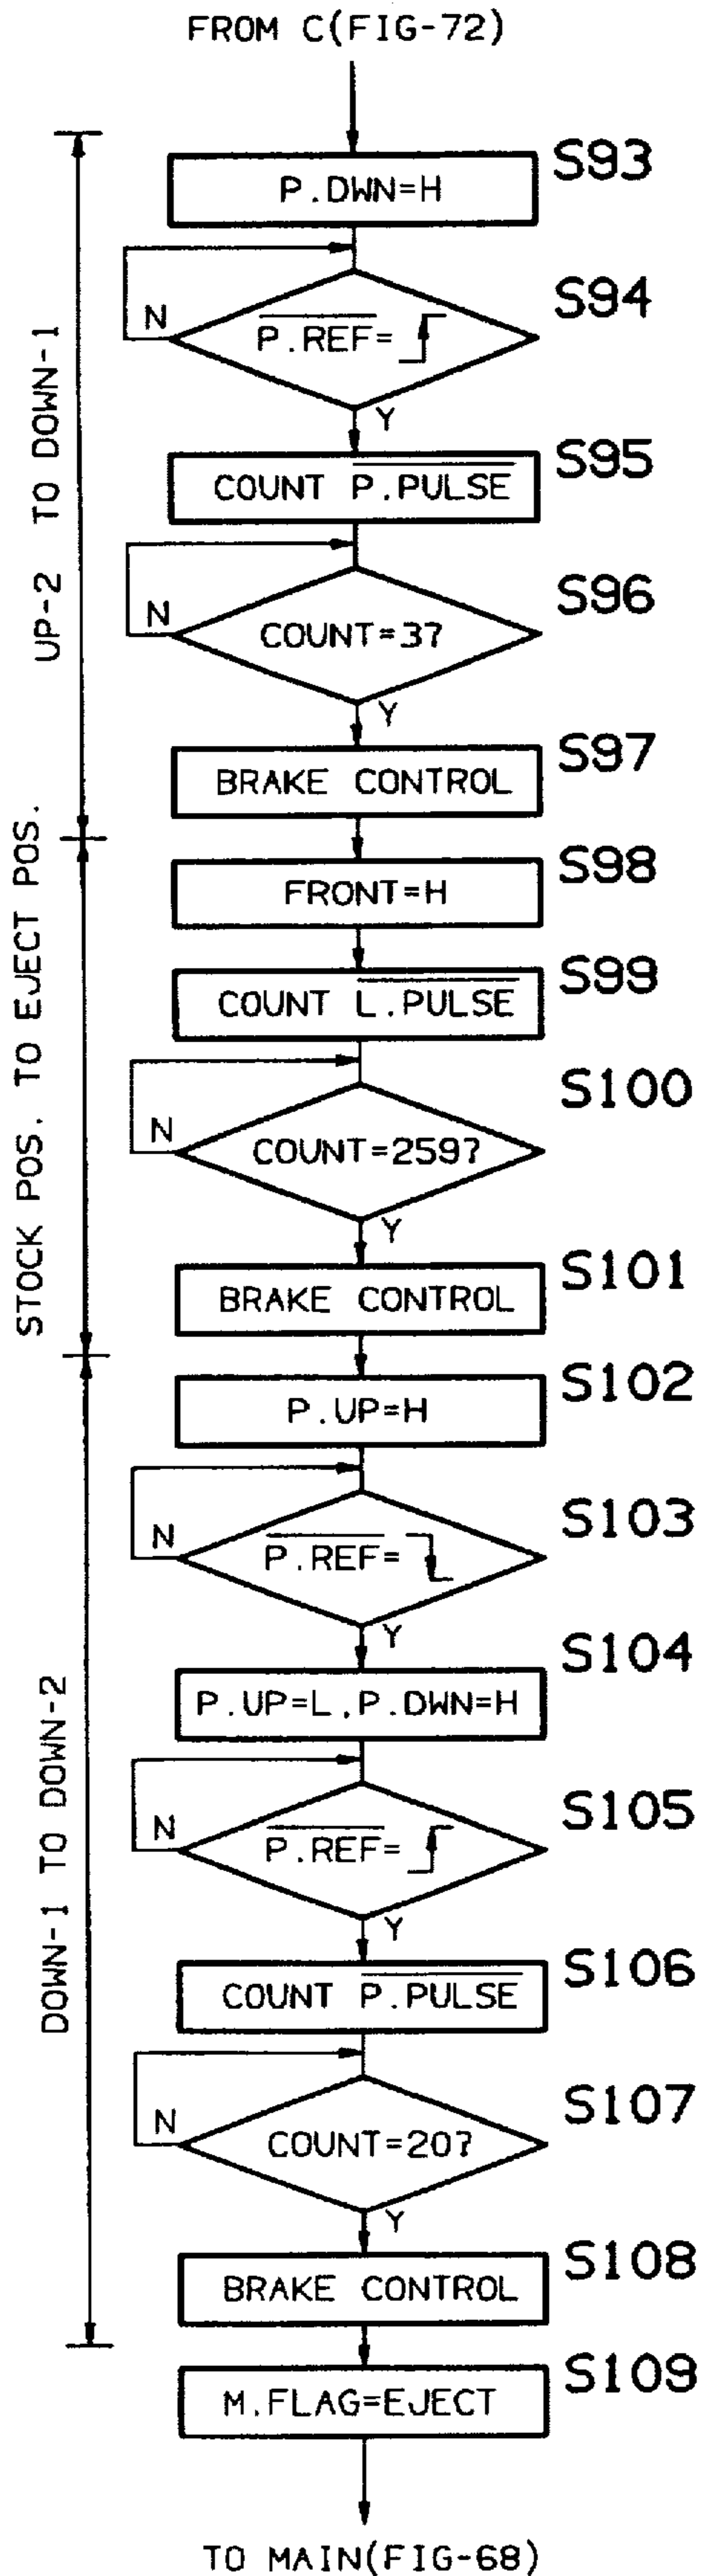 FROM C(FIG-72)
S93
P.DWN=H
S94
N
P.REF=
Y
S95
COUNT P.PULSE
S96
N
COUNT=3?
Y
S97
BRAKE CONTROL
UP-2 TO DOWN-1
S98
FRONT=H
S99
COUNT L.PULSE
S100
N
COUNT=259?
Y
S101
BRAKE CONTROL
STOCK POS. TO EJECT POS.
S102
P.UP=H
S103
N
P.REF=
Y
S104
P.UP=L,P.DWN=H
S105
N
P.REF=
Y
S106
COUNT P.PULSE
S107
N
COUNT=20?
Y
S108
BRAKE CONTROL
DOWN-1 TO DOWN-2
S109
M.FLAG=EJECT
TO MAIN(FIG-68)